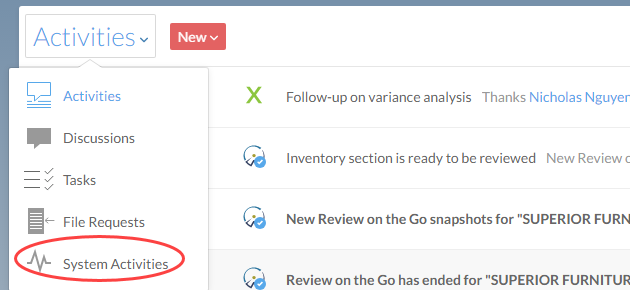 Activities
New
Activities
Follow-up on variance analysis Thanks Nicholas Nguyen
Discussions
Inventory section is ready to be reviewed New Review
Tasks
File Requests
New Review on the Go snapshots for "SUPERIOR FURN
System Activities
Review on the Go has ended for "SUPERIOR FURNITUR